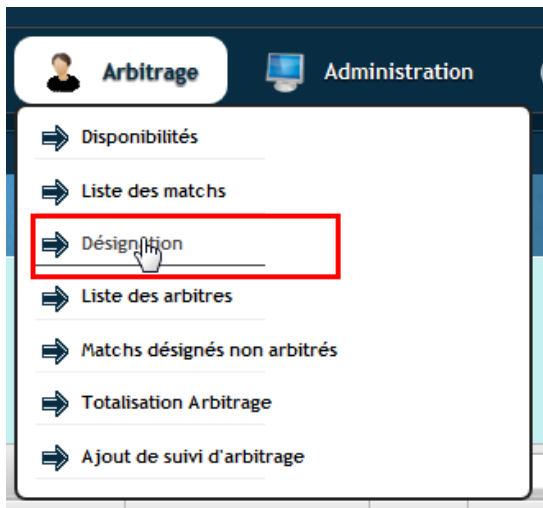 Arbitrage
Administration
Disponibilités
Liste des matchs
Désignation
Liste des arbitres
Matchs désignés non arbitrés
Totalisation Arbitrage
Ajout de suivi d'arbitrage